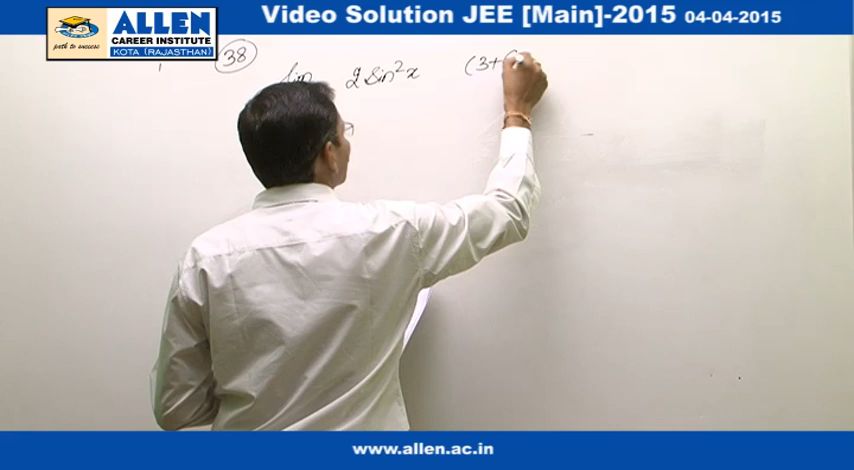 Video Solution JEE [Main]-2015 04-04-2015
path to success
ALLEN
CAREER INSTITUTE
KOTA (RAJASTHAN)
38
lim 2 sin²x (3+
www.allen.ac.in